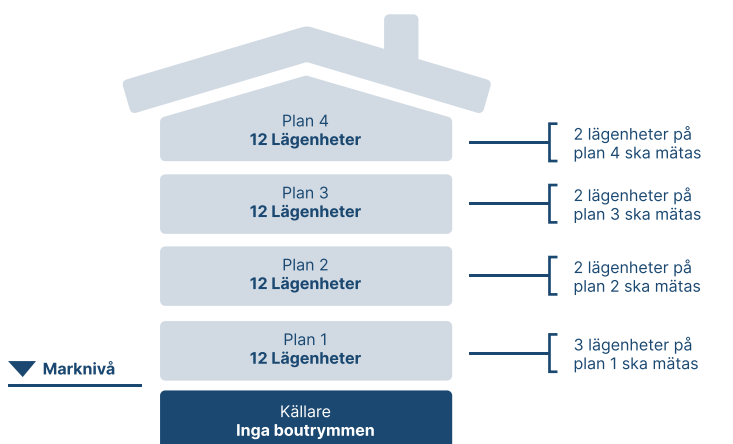 Plan 4
12 Lägenheter
2 lägenheter på
plan 4 ska mätas
Plan 3
12 Lägenheter
2 lägenheter på
plan 3 ska mätas
Plan 2
12 Lägenheter
2 lägenheter på
plan 2 ska mätas
Plan 1
12 Lägenheter
3 lägenheter på
plan 1 ska mätas
Marknivå
Källare
Inga boutrymmen